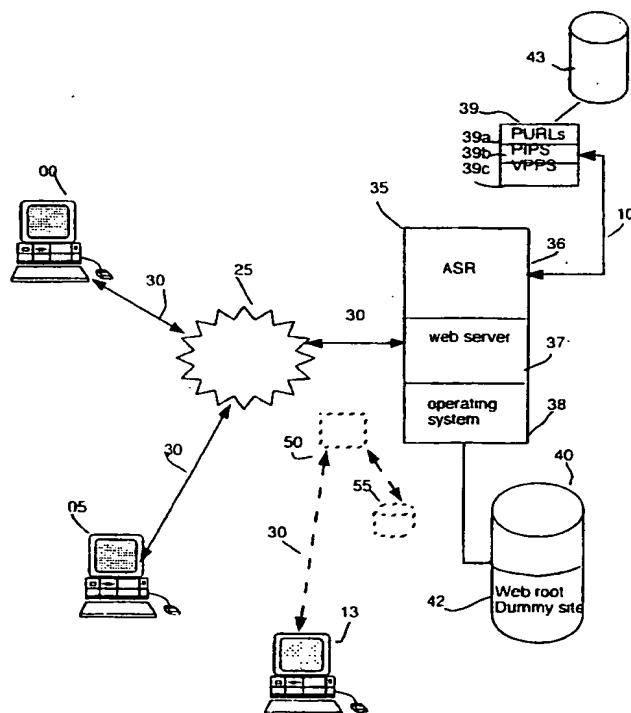 43
39
39a PURLs
39b PIPS
39c VPPS
00
35
10
36
ASR
25
30
30
web server
37
operating
system
38
30
50
40
55
05
30
Web root
42
Dummy site
13